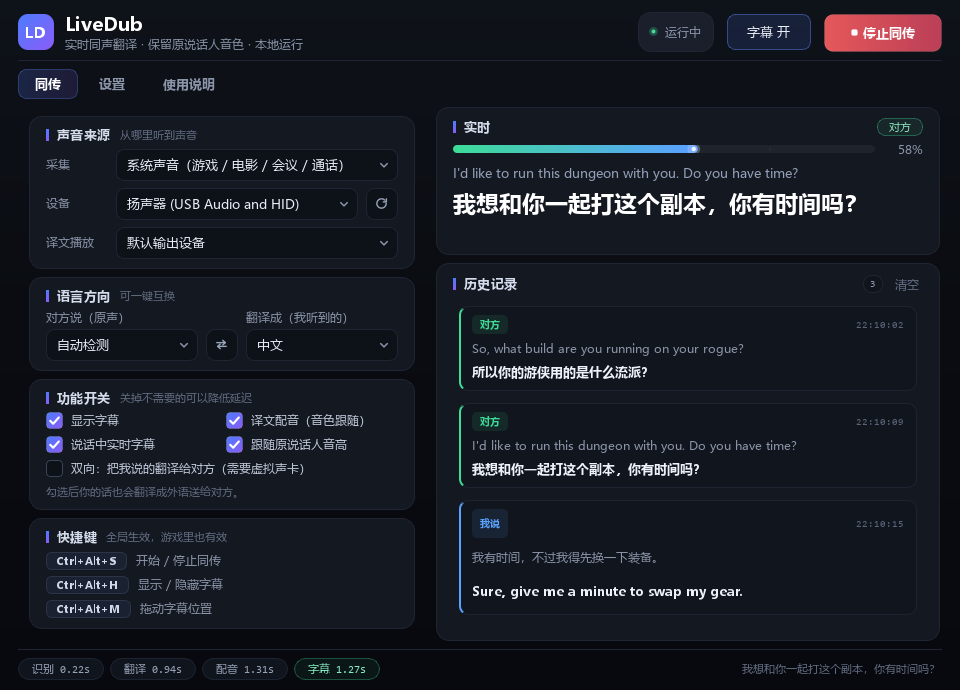 LD
LiveDub
实时同声翻译 · 保留原说话人音色 · 本地运行
运行中
字幕 开
停止同传
同传
设置
使用说明
声音来源 从哪里听到声音
采集 系统声音（游戏 / 电影 / 会议 / 通话）
设备 扬声器 (USB Audio and HID)
译文播放 默认输出设备
语言方向 可一键互换
对方说（原声） 翻译成（我听到的）
自动检测 ⇄ 中文
功能开关 关掉不需要的可以降低延迟
显示字幕 译文配音（音色跟随）
说话中实时字幕 跟随原说话人音高
双向：把我说的翻译给对方（需要虚拟声卡）
勾选后你的话也会翻译成外语送给对方。
快捷键 全局生效，游戏里也有效
Ctrl+Alt+S 开始 / 停止同传
Ctrl+Alt+H 显示 / 隐藏字幕
Ctrl+Alt+M 拖动字幕位置
实时 对方
58%
I'd like to run this dungeon with you. Do you have time?
我想和你一起打这个副本，你有时间吗？
历史记录 3 清空
对方 22:10:02
So, what build are you running on your rogue?
所以你的游侠用的是什么流派？
对方 22:10:09
I'd like to run this dungeon with you. Do you have time?
我想和你一起打这个副本，你有时间吗？
我说 22:10:15
我有时间，不过我得先换一下装备。
Sure, give me a minute to swap my gear.
识别 0.22s 翻译 0.94s 配音 1.31s 字幕 1.27s
我想和你一起打这个副本，你有时间吗？